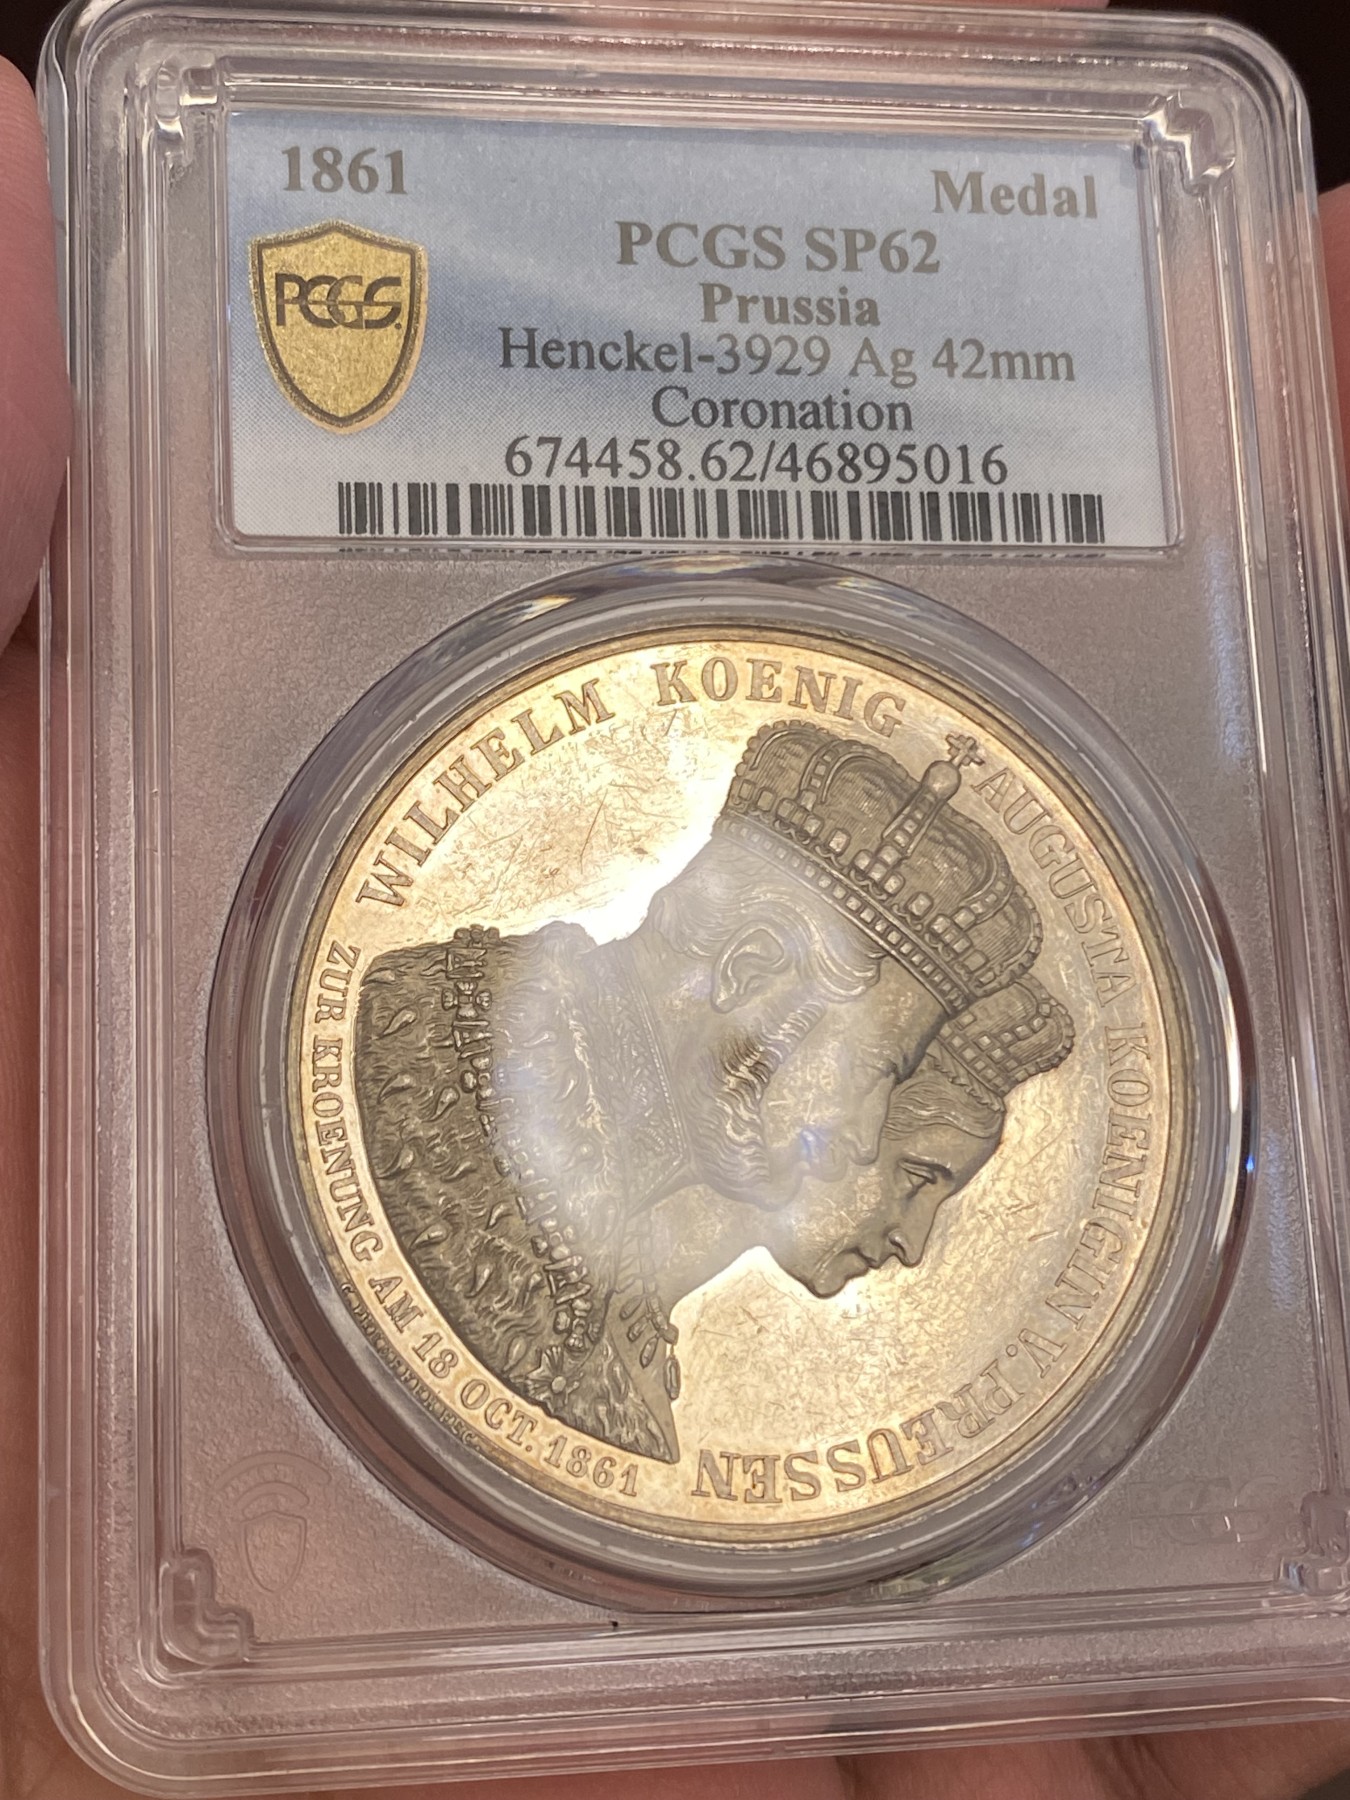 1861
Medal
PCGS SP62
Prussia
Henckel-3929 Ag 42mm
Coronation
674458.62/46895016
PCGS
WILHELM KOENIG AUGUSTA KOENIGIN V. PREUSSEN
ZUR KROENUNG AM 18 OCT. 1861
FEC.